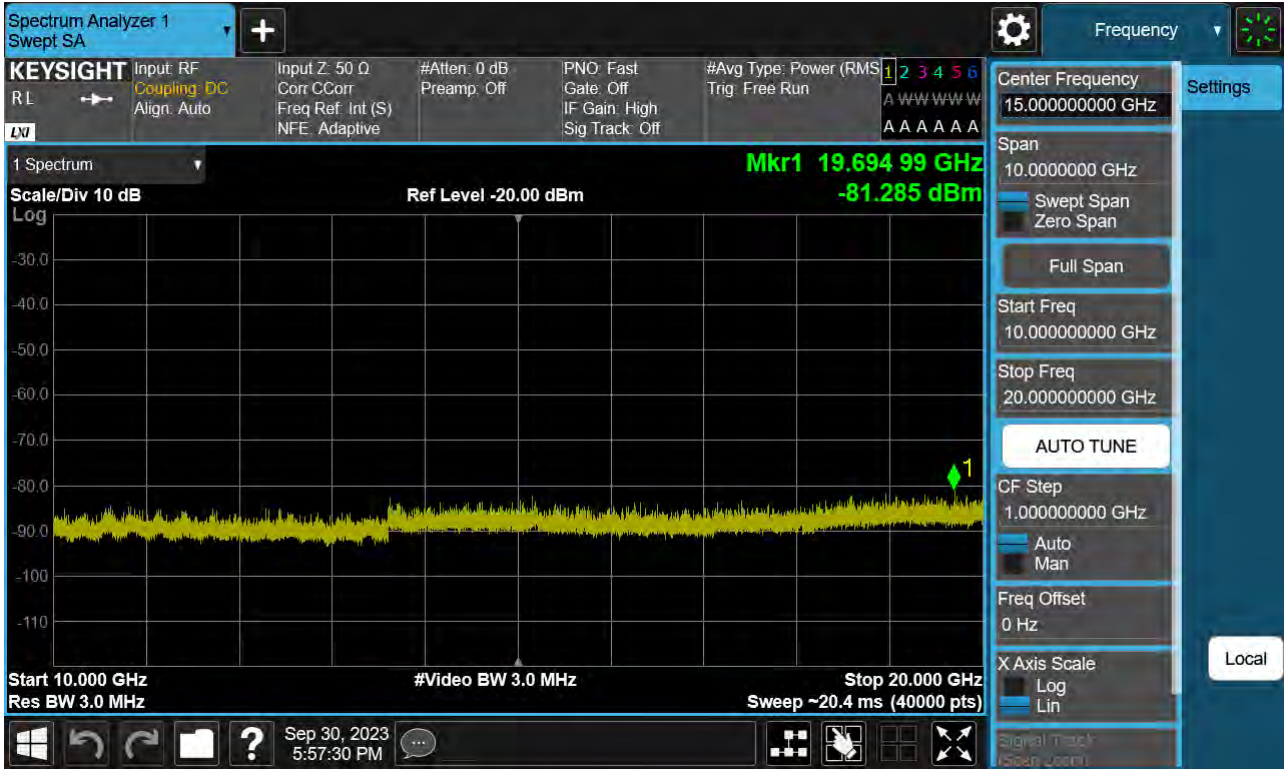 Spectrum Analyzer 1
Swept SA
+
Frequency
KEYSIGHT
RL
LXI
Input: RF
Coupling: DC
Align: Auto
Input Z: 50 Ω
Corr CCorr
Freq Ref: Int (S)
NFE: Adaptive
#Atten: 0 dB
Preamp: Off
PNO: Fast
Gate: Off
IF Gain: High
Sig Track: Off
#Avg Type: Power (RMS
Trig: Free Run
1 2 3 4 5 6
A W W W W W
A A A A A A
1 Spectrum
Scale/Div 10 dB
Log
Ref Level -20.00 dBm
Mkr1 19.694 99 GHz
-81.285 dBm
-30.0
-40.0
-50.0
-60.0
-70.0
-80.0
-90.0
-100
-110
1
Start 10.000 GHz
Res BW 3.0 MHz
#Video BW 3.0 MHz
Stop 20.000 GHz
Sweep ~20.4 ms (40000 pts)
Center Frequency
15.000000000 GHz
Span
10.0000000 GHz
Swept Span
Zero Span
Full Span
Start Freq
10.000000000 GHz
Stop Freq
20.000000000 GHz
AUTO TUNE
CF Step
1.000000000 GHz
Auto
Man
Freq Offset
0 Hz
X Axis Scale
Log
Lin
Signal Track
(Span Zoom)
Settings
Local
?
Sep 30, 2023
5:57:30 PM